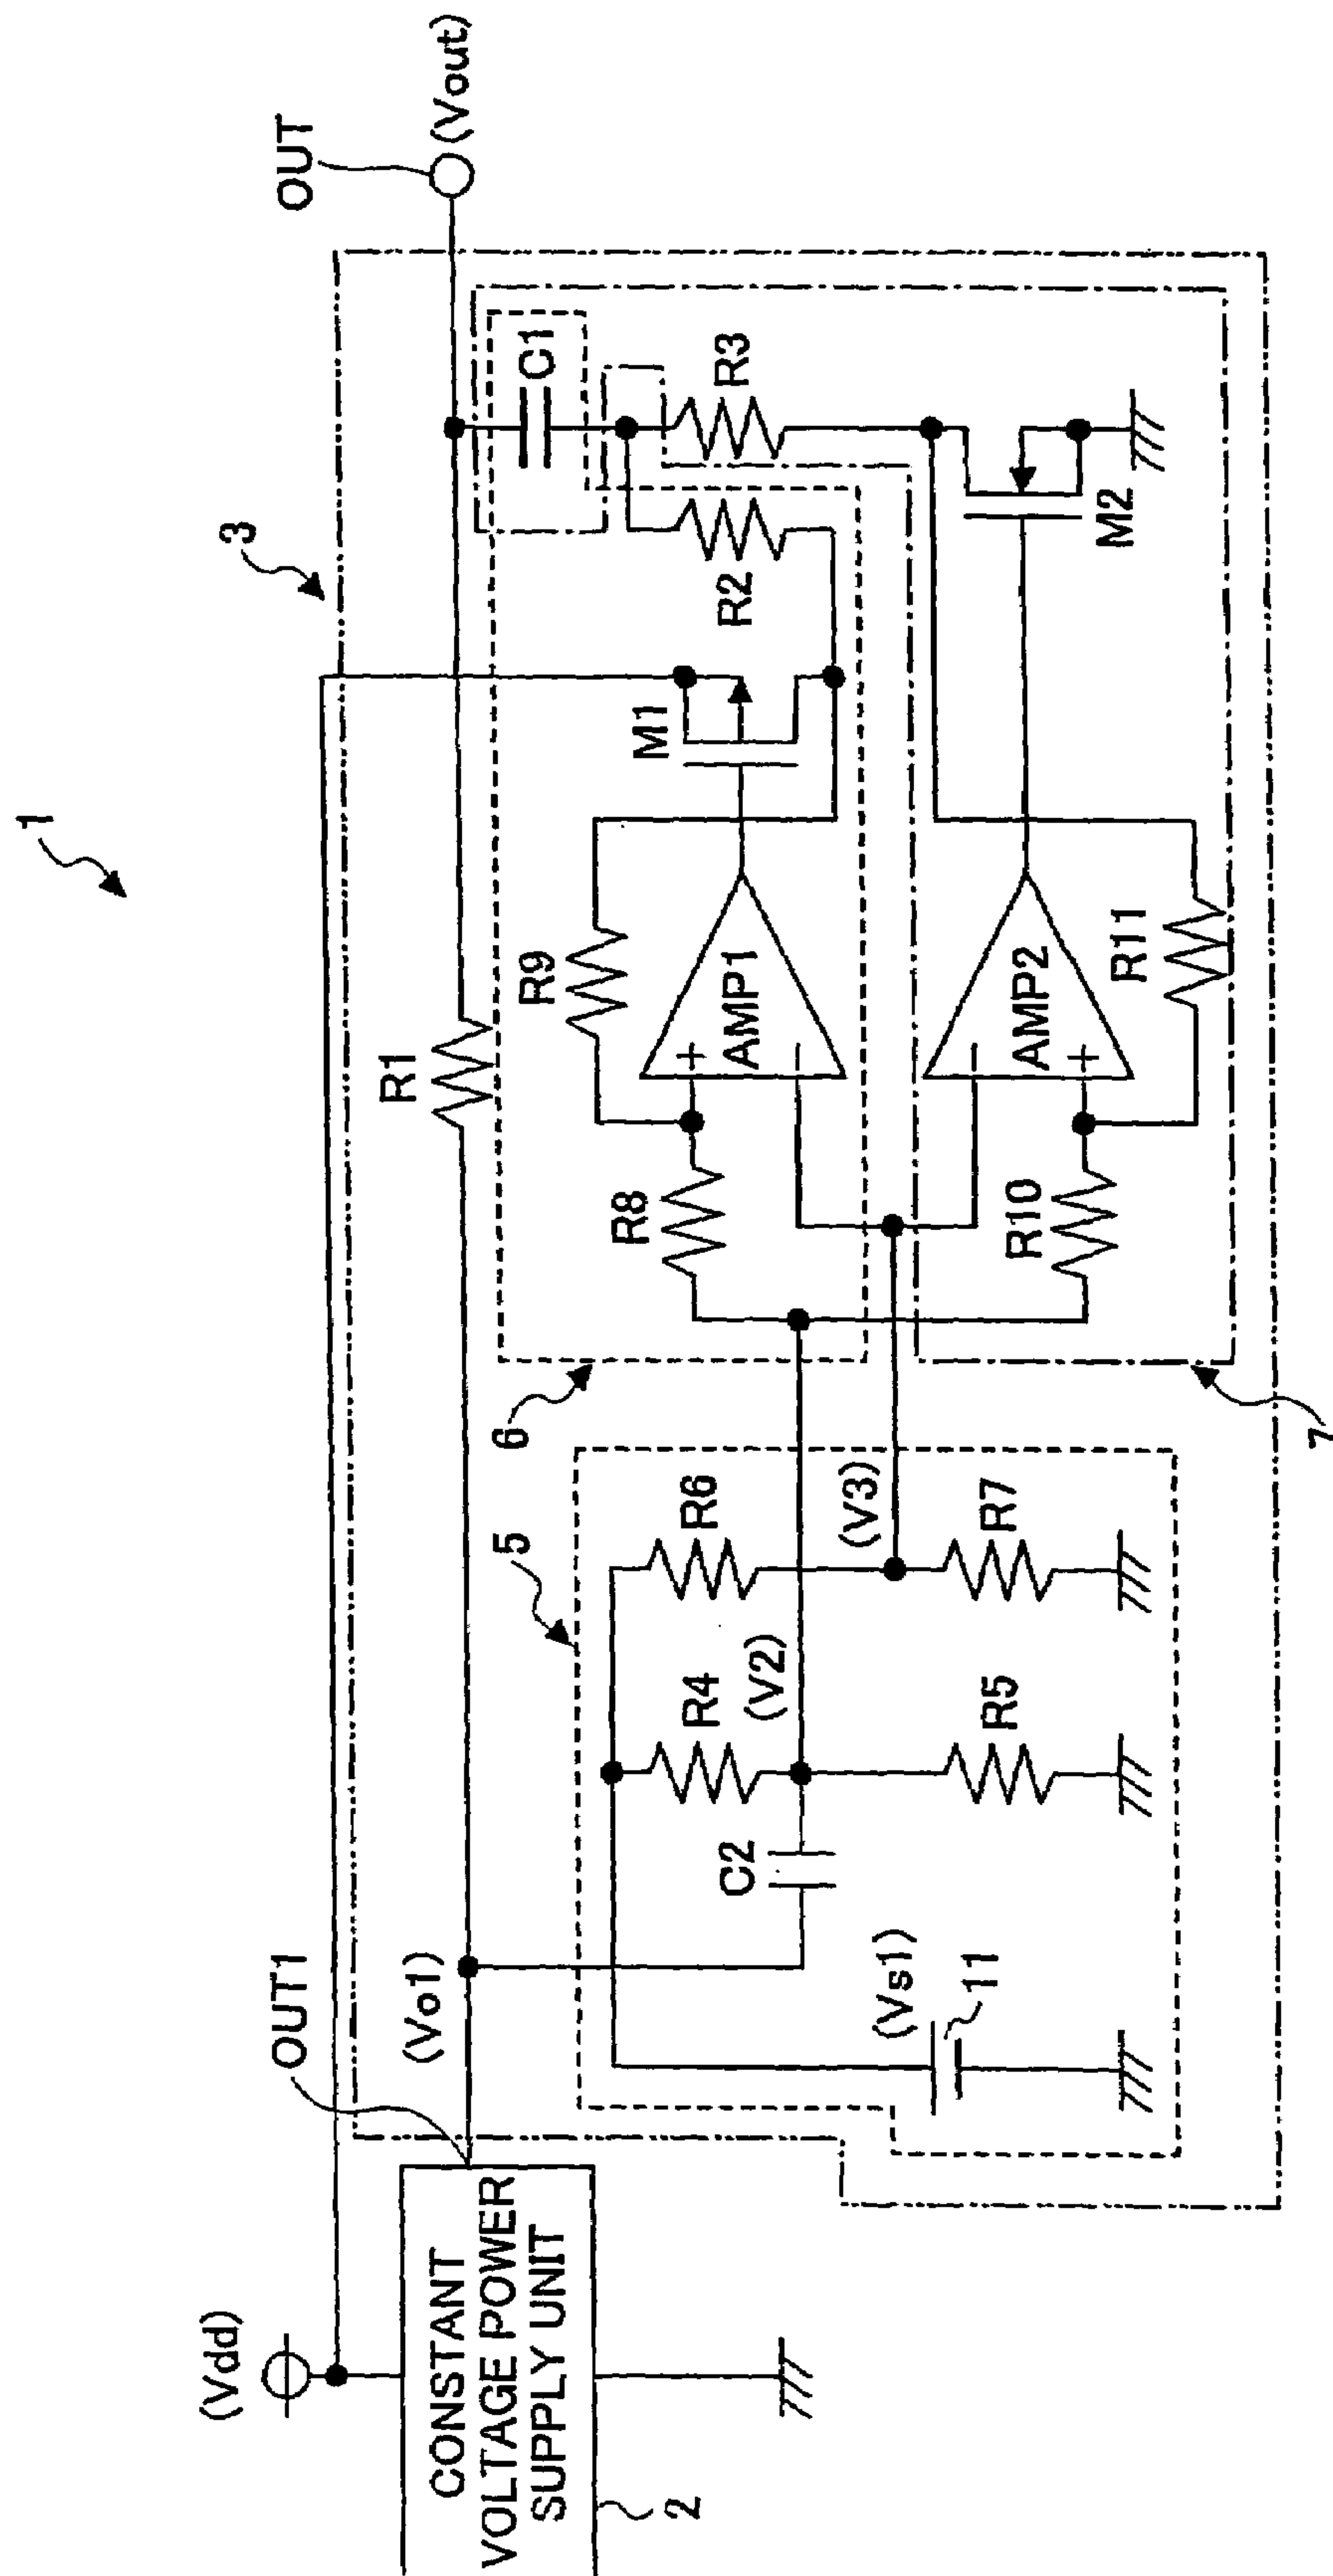 1
(Vdd)
OUT1
3
OUT
(Vout)
(Vo1)
R1
CONSTANT
VOLTAGE POWER
SUPPLY UNIT
2
5
6
C1
R9
R4
R6
R8
M1
R2
R3
C2
(V2)
AMP1
+
−
(V3)
(Vs1)
11
R5
R7
R10
AMP2
−
+
M2
R11
7